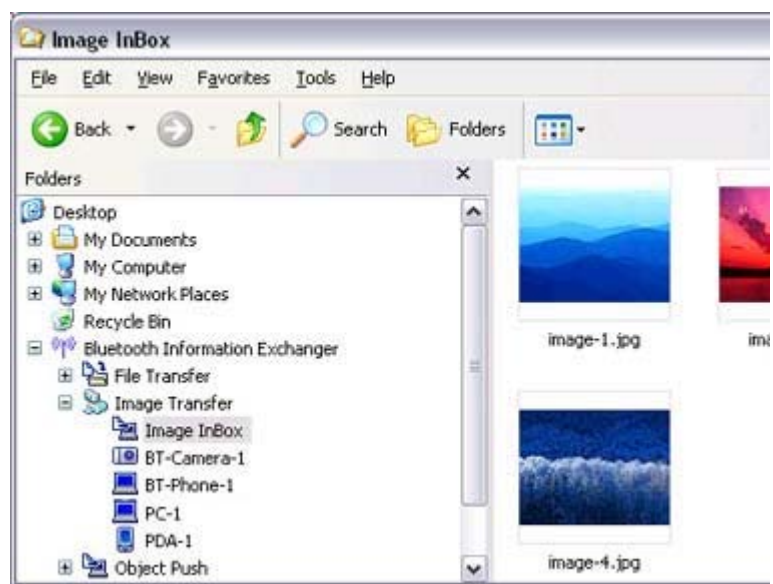 Image InBox
File Edit View Favorites Tools Help
Back Search Folders
Folders
Desktop
My Documents
My Computer
My Network Places
Recycle Bin
Bluetooth Information Exchanger
File Transfer
Image Transfer
Image InBox
BT-Camera-1
BT-Phone-1
PC-1
PDA-1
Object Push
image-1.jpg
image-4.jpg